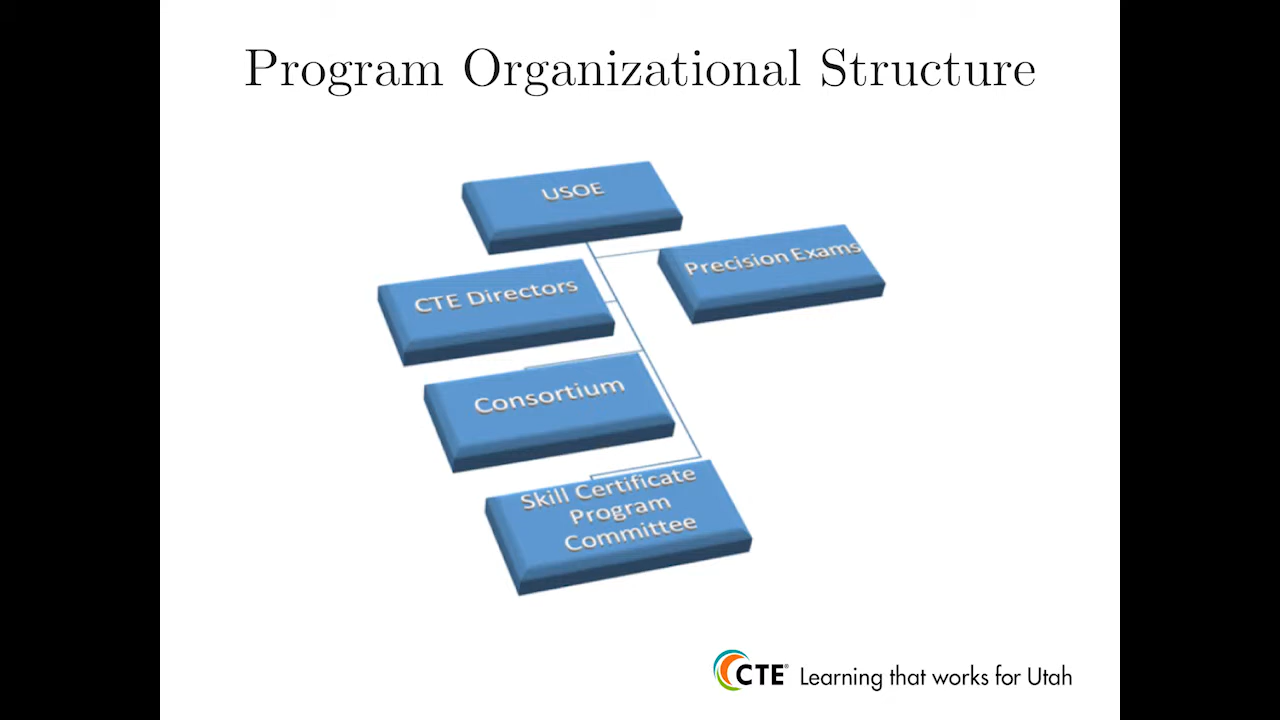 Program Organizational Structure
USOE
Precision Exams
CTE Directors
Consortium
Skill Certificate
Program
Committee
CTE® Learning that works for Utah